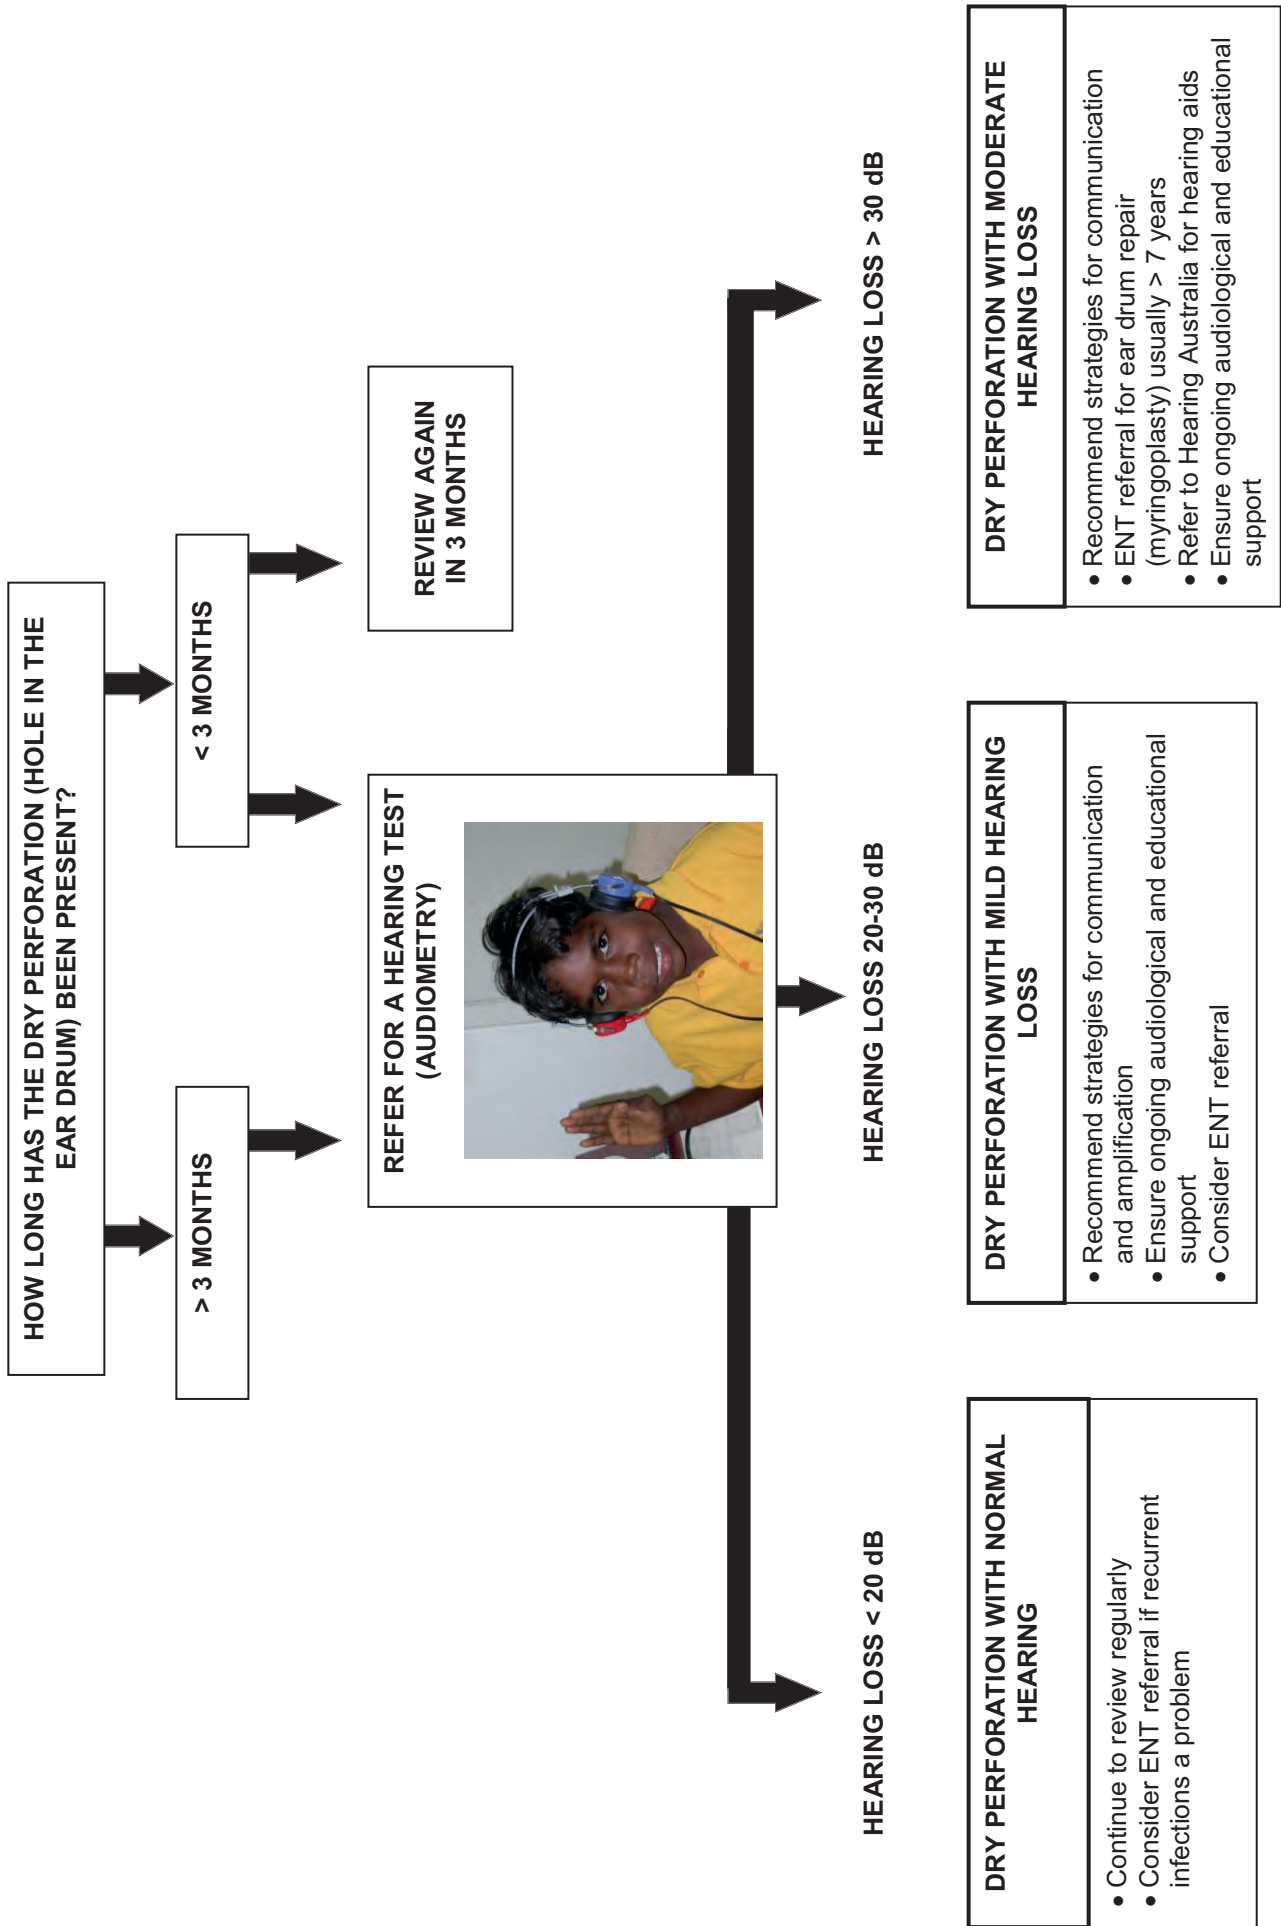 HOW LONG HAS THE DRY PERFORATION (HOLE IN THE
EAR DRUM) BEEN PRESENT?
> 3 MONTHS
< 3 MONTHS
REFER FOR A HEARING TEST
(AUDIOMETRY)
REVIEW AGAIN
IN 3 MONTHS
HEARING LOSS < 20 dB
HEARING LOSS 20-30 dB
HEARING LOSS > 30 dB
DRY PERFORATION WITH NORMAL
HEARING
• Continue to review regularly
• Consider ENT referral if recurrent
infections a problem
DRY PERFORATION WITH MILD HEARING
LOSS
• Recommend strategies for communication
and amplification
• Ensure ongoing audiological and educational
support
• Consider ENT referral
DRY PERFORATION WITH MODERATE
HEARING LOSS
• Recommend strategies for communication
• ENT referral for ear drum repair
(myringoplasty) usually > 7 years
• Refer to Hearing Australia for hearing aids
• Ensure ongoing audiological and educational
support